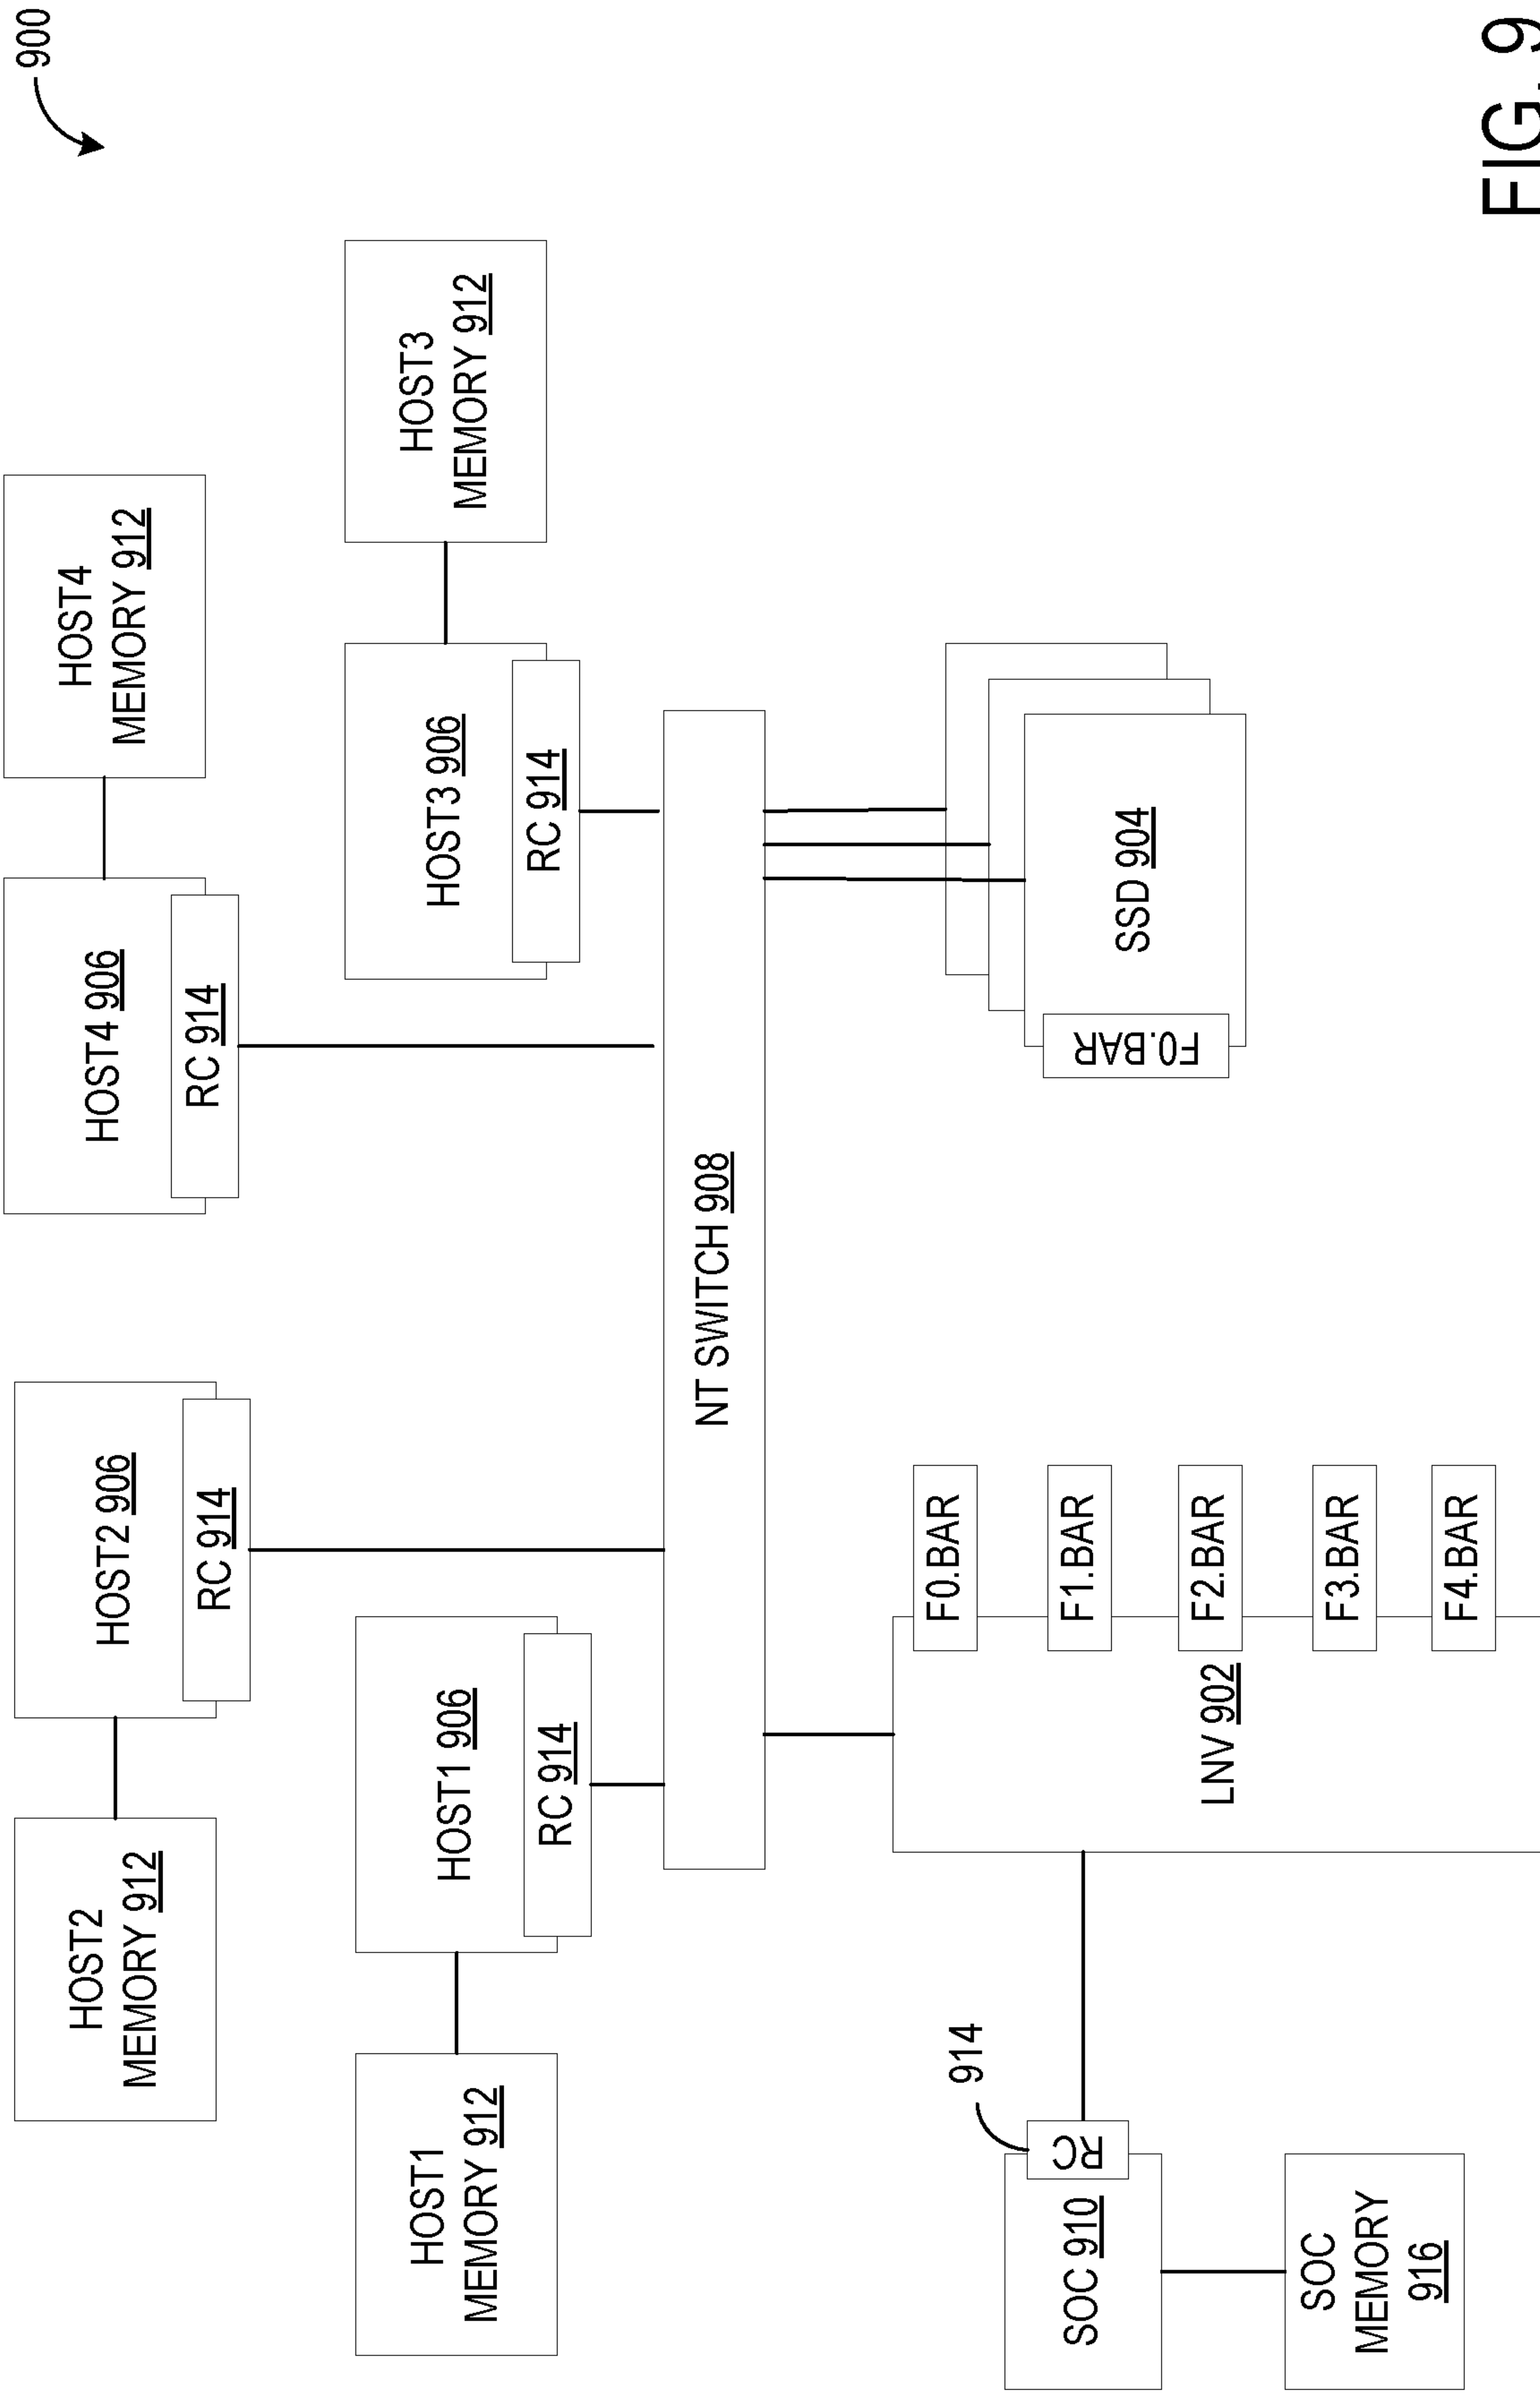 900
HOST2
MEMORY 912
HOST2 906
RC 914
HOST4 906
RC 914
HOST4
MEMORY 912
HOST1
MEMORY 912
HOST1 906
RC 914
HOST3 906
RC 914
HOST3
MEMORY 912
NT SWITCH 908
914
RC
SOC 910
SOC
MEMORY
916
LNV 902
F0.BAR
F1.BAR
F2.BAR
F3.BAR
F4.BAR
F0.BAR
SSD 904
FIG. 9